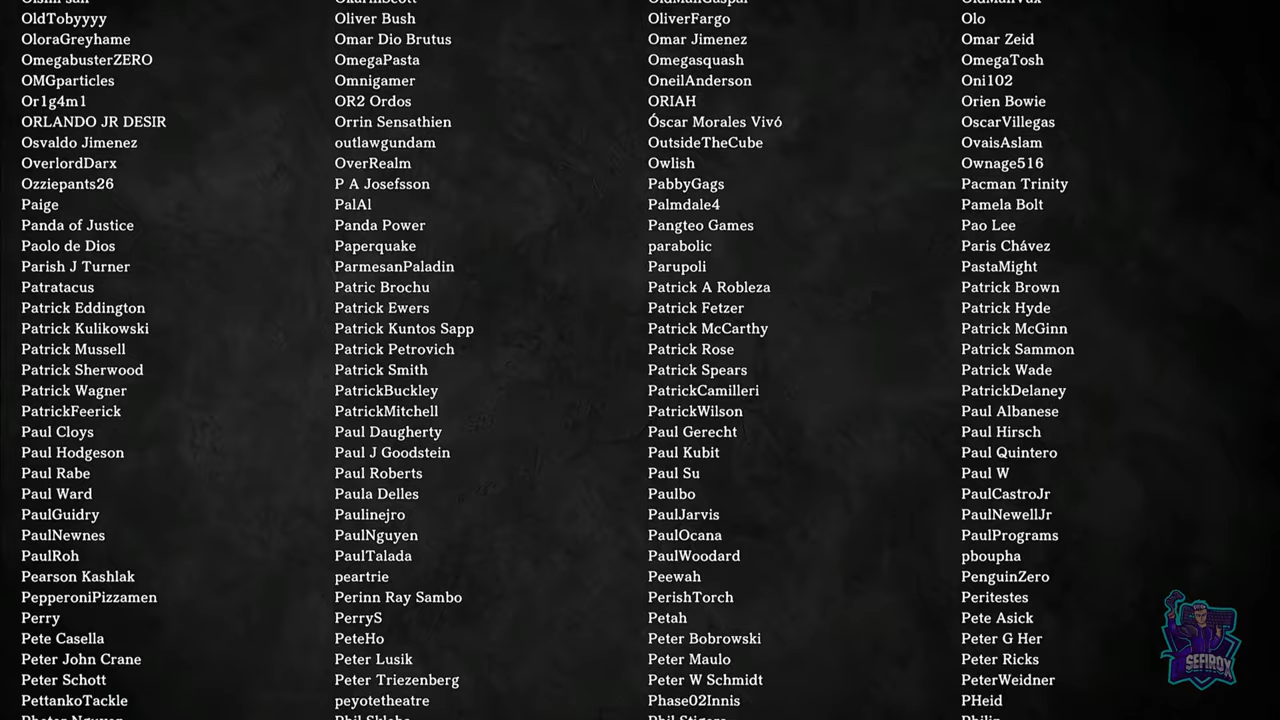 OldTobyyyy Oliver Bush OliverFargo Olo
OloraGreyhame Omar Dio Brutus Omar Jimenez Omar Zeid
OmegabusterZERO OmegaPasta Omegasquash OmegaTosh
OMGparticles Omnigamer OneilAnderson Oni102
Or1g4m1 OR2 Ordos ORIAH Orien Bowie
ORLANDO JR DESIR Orrin Sensathien Óscar Morales Vivó OscarVillegas
Osvaldo Jimenez outlawgundam OutsideTheCube OvaisAslam
OverlordDarx OverRealm Owlish Ownage516
Ozziepants26 P A Josefsson PabbyGags Pacman Trinity
Paige PalAl Palmdale4 Pamela Bolt
Panda of Justice Panda Power Pangteo Games Pao Lee
Paolo de Dios Paperquake parabolic Paris Chávez
Parish J Turner ParmesanPaladin Parupoli PastaMight
Patratacus Patric Brochu Patrick A Robleza Patrick Brown
Patrick Eddington Patrick Ewers Patrick Fetzer Patrick Hyde
Patrick Kulikowski Patrick Kuntos Sapp Patrick McCarthy Patrick McGinn
Patrick Mussell Patrick Petrovich Patrick Rose Patrick Sammon
Patrick Sherwood Patrick Smith Patrick Spears Patrick Wade
Patrick Wagner PatrickBuckley PatrickCamilleri PatrickDelaney
PatrickFeerick PatrickMitchell PatrickWilson Paul Albanese
Paul Cloys Paul Daugherty Paul Gerecht Paul Hirsch
Paul Hodgeson Paul J Goodstein Paul Kubit Paul Quintero
Paul Rabe Paul Roberts Paul Su Paul W
Paul Ward Paula Delles Paulbo PaulCastroJr
PaulGuidry Paulinejro PaulJarvis PaulNewellJr
PaulNewnes PaulNguyen PaulOcana PaulPrograms
PaulRoh PaulTalada PaulWoodard pboupha
Pearson Kashlak peartrie Peewah PenguinZero
PepperoniPizzamen Perinn Ray Sambo PerishTorch Peritestes
Perry PerryS Petah Pete Asick
Pete Casella PeteHo Peter Bobrowski Peter G Her
Peter John Crane Peter Lusik Peter Maulo Peter Ricks
Peter Schott Peter Triezenberg Peter W Schmidt PeterWeidner
PettankoTackle peyotetheatre Phase02Innis PHeid
SEFIROX